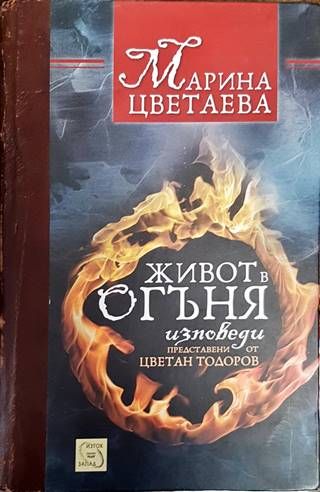 МАРИНА
ЦВЕТАЕВА
ЖИВОТ В
ОГЪНЯ
изповеди
ПРЕДСТАВЕНИ ОТ
ЦВЕТАН ТОДОРОВ
ИЗТОК
ЗАПАД